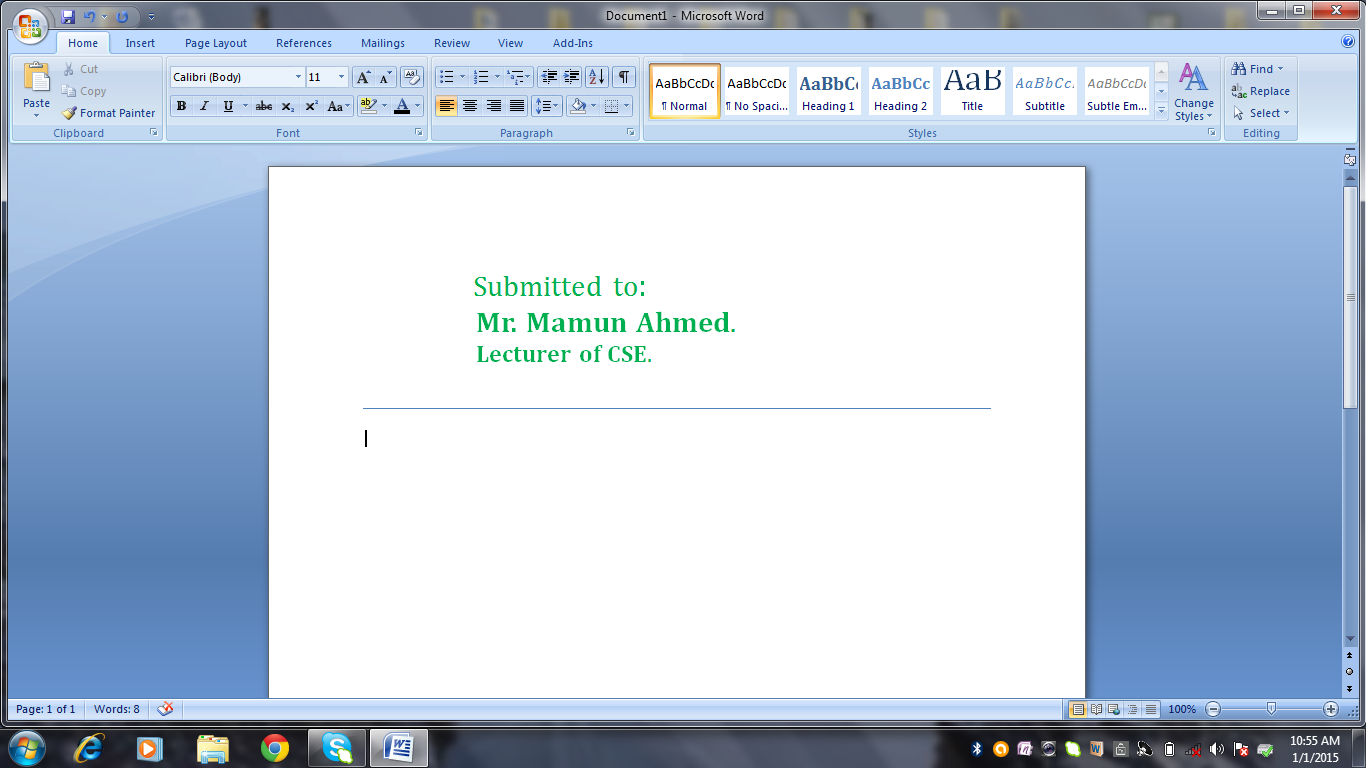 Document1 - Microsoft Word
Home Insert Page Layout References Mailings Review View Add-Ins
Paste
Cut
Copy
Format Painter
Clipboard
Calibri (Body) 11
Font
Paragraph
AaBbCcDc AaBbCcDc AaBbC AaBbCc AaB AaBbCc. AaBbCcDc
¶ Normal ¶ No Spaci... Heading 1 Heading 2 Title Subtitle Subtle Em...
Change Styles
Styles
Find
Replace
Select
Editing
Submitted to:
Mr. Mamun Ahmed.
Lecturer of CSE.
Page: 1 of 1 Words: 8 100%
10:55 AM
1/1/2015